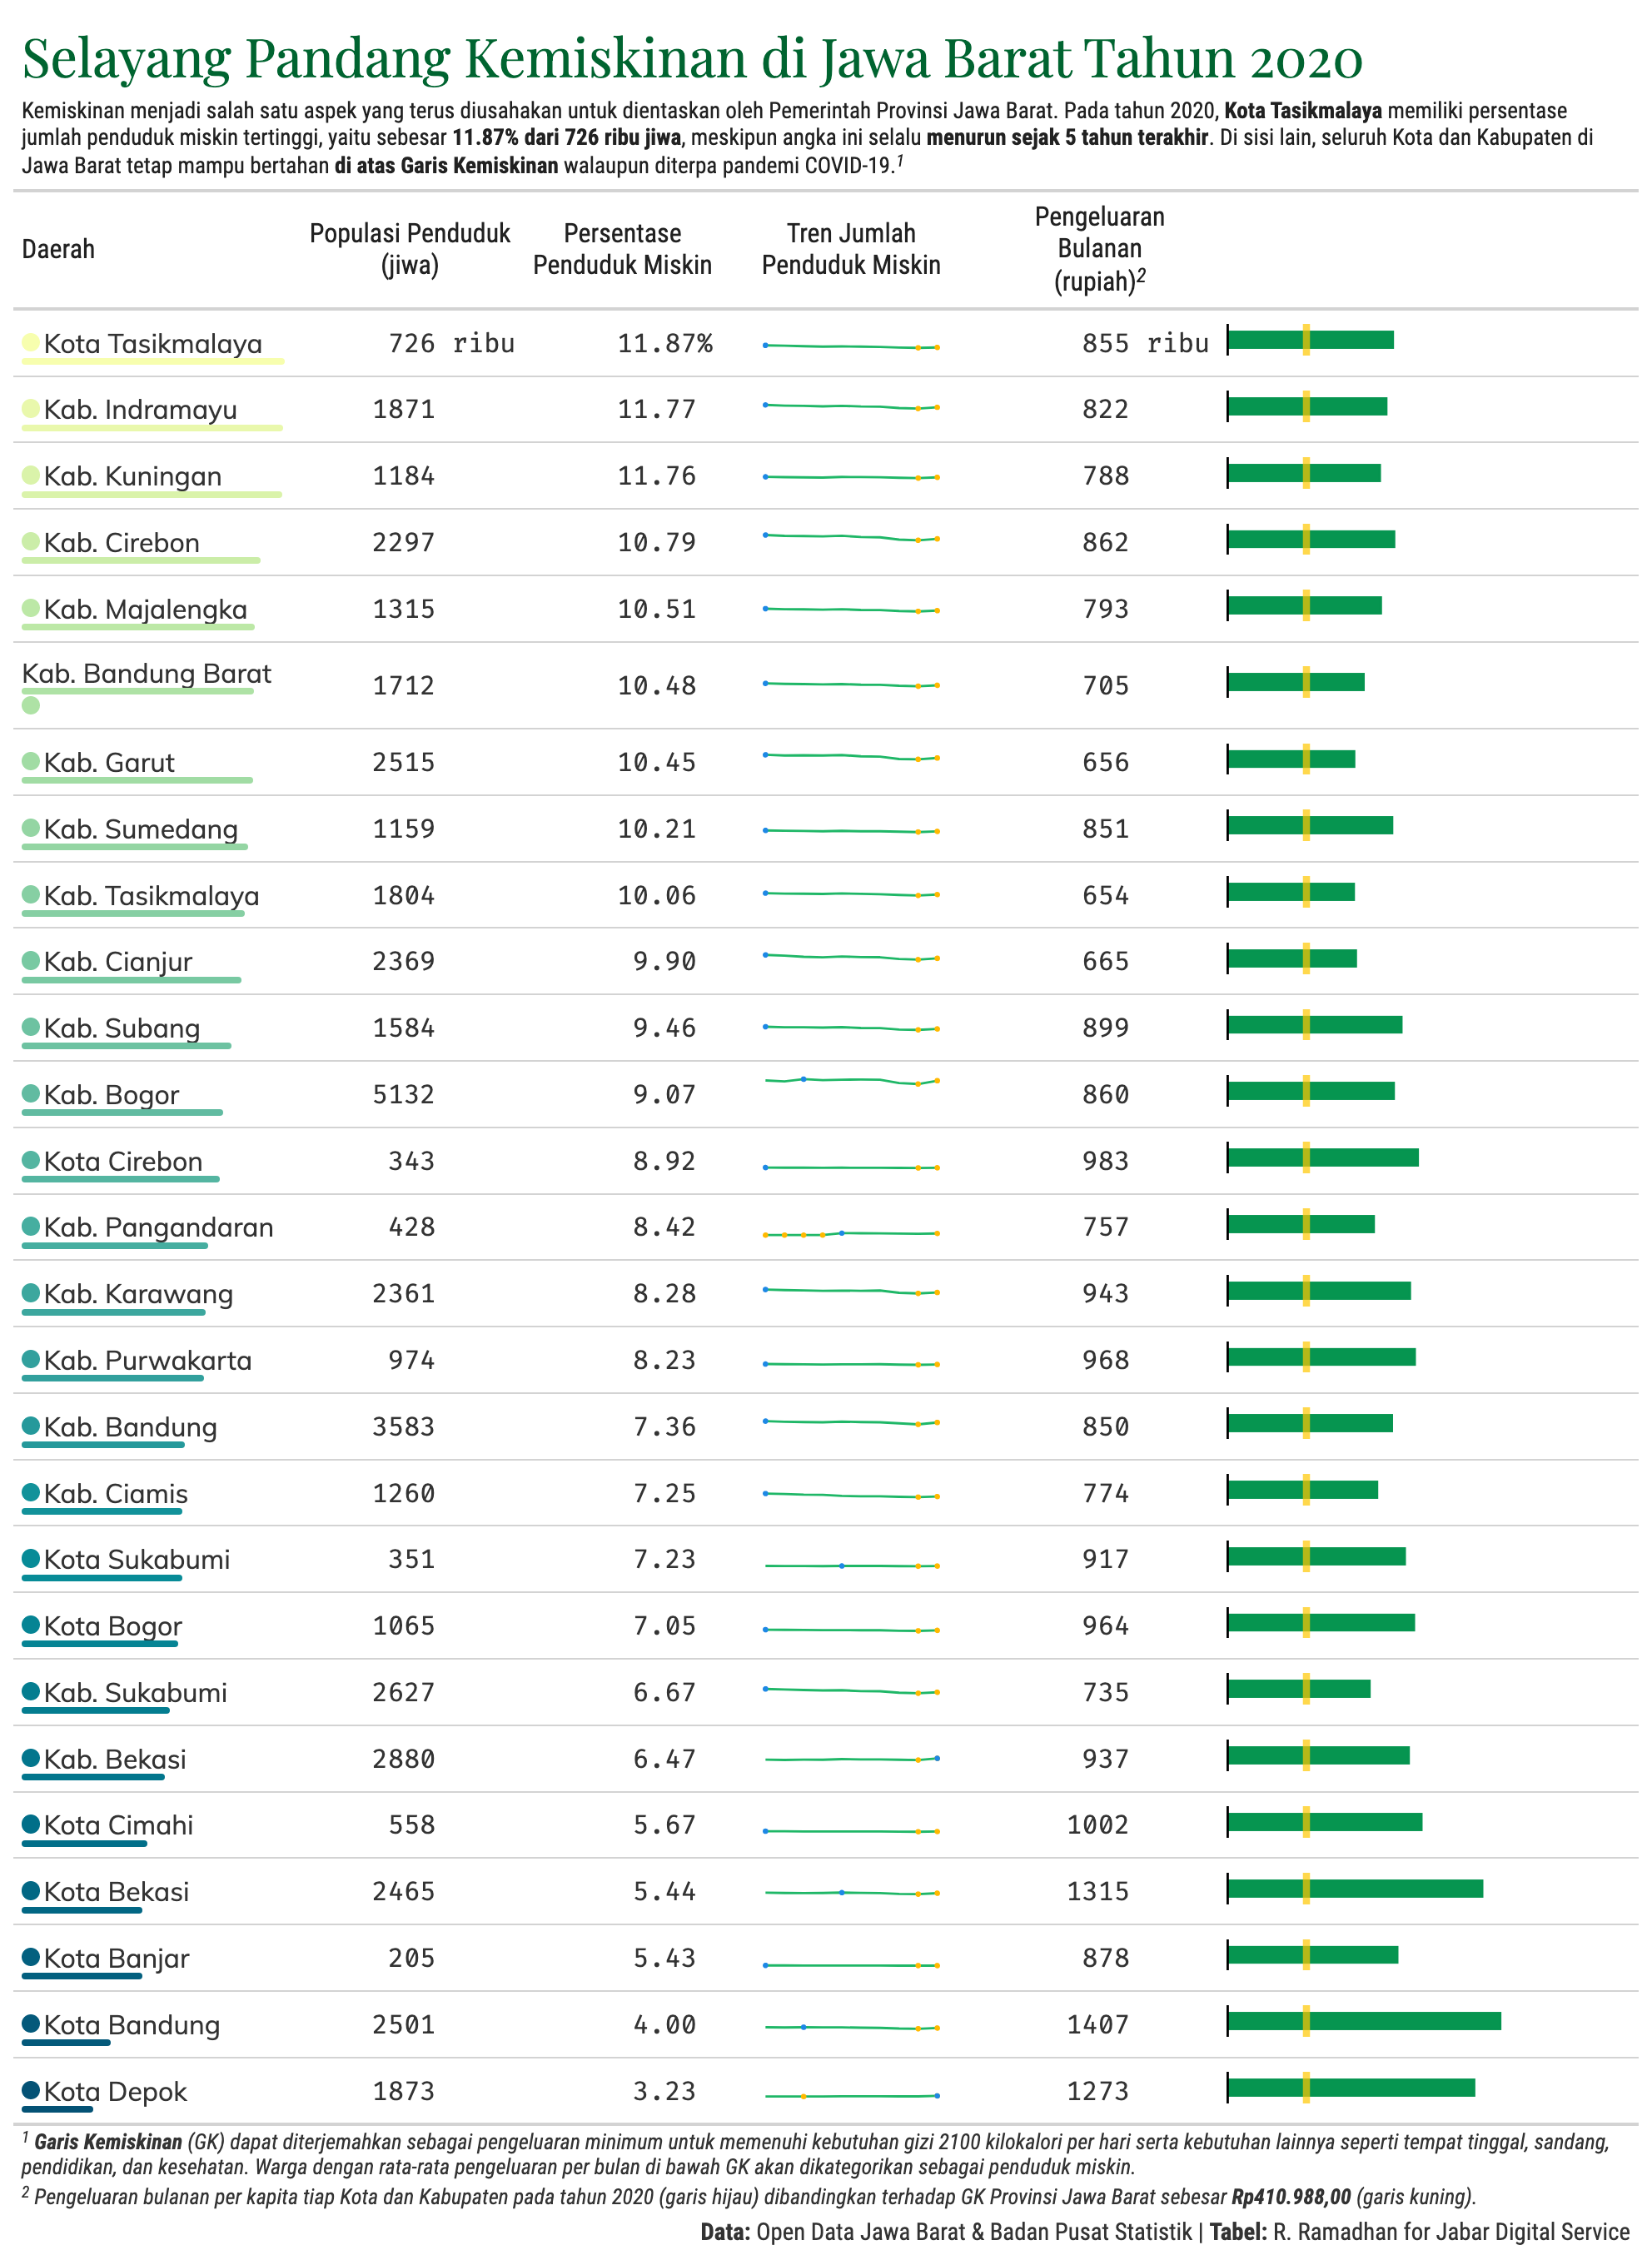 Selayang Pandang Kemiskinan di Jawa Barat Tahun 2020
Kemiskinan menjadi salah satu aspek yang terus diusahakan untuk dientaskan oleh Pemerintah Provinsi Jawa Barat. Pada tahun 2020, Kota Tasikmalaya memiliki persentase
jumlah penduduk miskin tertinggi, yaitu sebesar 11.87% dari 726 ribu jiwa, meskipun angka ini selalu menurun sejak 5 tahun terakhir. Di sisi lain, seluruh Kota dan Kabupaten di
Jawa Barat tetap mampu bertahan di atas Garis Kemiskinan walaupun diterpa pandemi COVID-19.1
Daerah
Populasi Penduduk
(jiwa)
Persentase
Penduduk Miskin
Tren Jumlah
Penduduk Miskin
Pengeluaran
Bulanan
(rupiah)2
Kota Tasikmalaya 726 ribu 11.87% 855 ribu
Kab. Indramayu 1871 11.77 822
Kab. Kuningan 1184 11.76 788
Kab. Cirebon 2297 10.79 862
Kab. Majalengka 1315 10.51 793
Kab. Bandung Barat 1712 10.48 705
Kab. Garut 2515 10.45 656
Kab. Sumedang 1159 10.21 851
Kab. Tasikmalaya 1804 10.06 654
Kab. Cianjur 2369 9.90 665
Kab. Subang 1584 9.46 899
Kab. Bogor 5132 9.07 860
Kota Cirebon 343 8.92 983
Kab. Pangandaran 428 8.42 757
Kab. Karawang 2361 8.28 943
Kab. Purwakarta 974 8.23 968
Kab. Bandung 3583 7.36 850
Kab. Ciamis 1260 7.25 774
Kota Sukabumi 351 7.23 917
Kota Bogor 1065 7.05 964
Kab. Sukabumi 2627 6.67 735
Kab. Bekasi 2880 6.47 937
Kota Cimahi 558 5.67 1002
Kota Bekasi 2465 5.44 1315
Kota Banjar 205 5.43 878
Kota Bandung 2501 4.00 1407
Kota Depok 1873 3.23 1273
1 Garis Kemiskinan (GK) dapat diterjemahkan sebagai pengeluaran minimum untuk memenuhi kebutuhan gizi 2100 kilokalori per hari serta kebutuhan lainnya seperti tempat tinggal, sandang,
pendidikan, dan kesehatan. Warga dengan rata-rata pengeluaran per bulan di bawah GK akan dikategorikan sebagai penduduk miskin.
2 Pengeluaran bulanan per kapita tiap Kota dan Kabupaten pada tahun 2020 (garis hijau) dibandingkan terhadap GK Provinsi Jawa Barat sebesar Rp410.988,00 (garis kuning).
Data: Open Data Jawa Barat & Badan Pusat Statistik | Tabel: R. Ramadhan for Jabar Digital Service